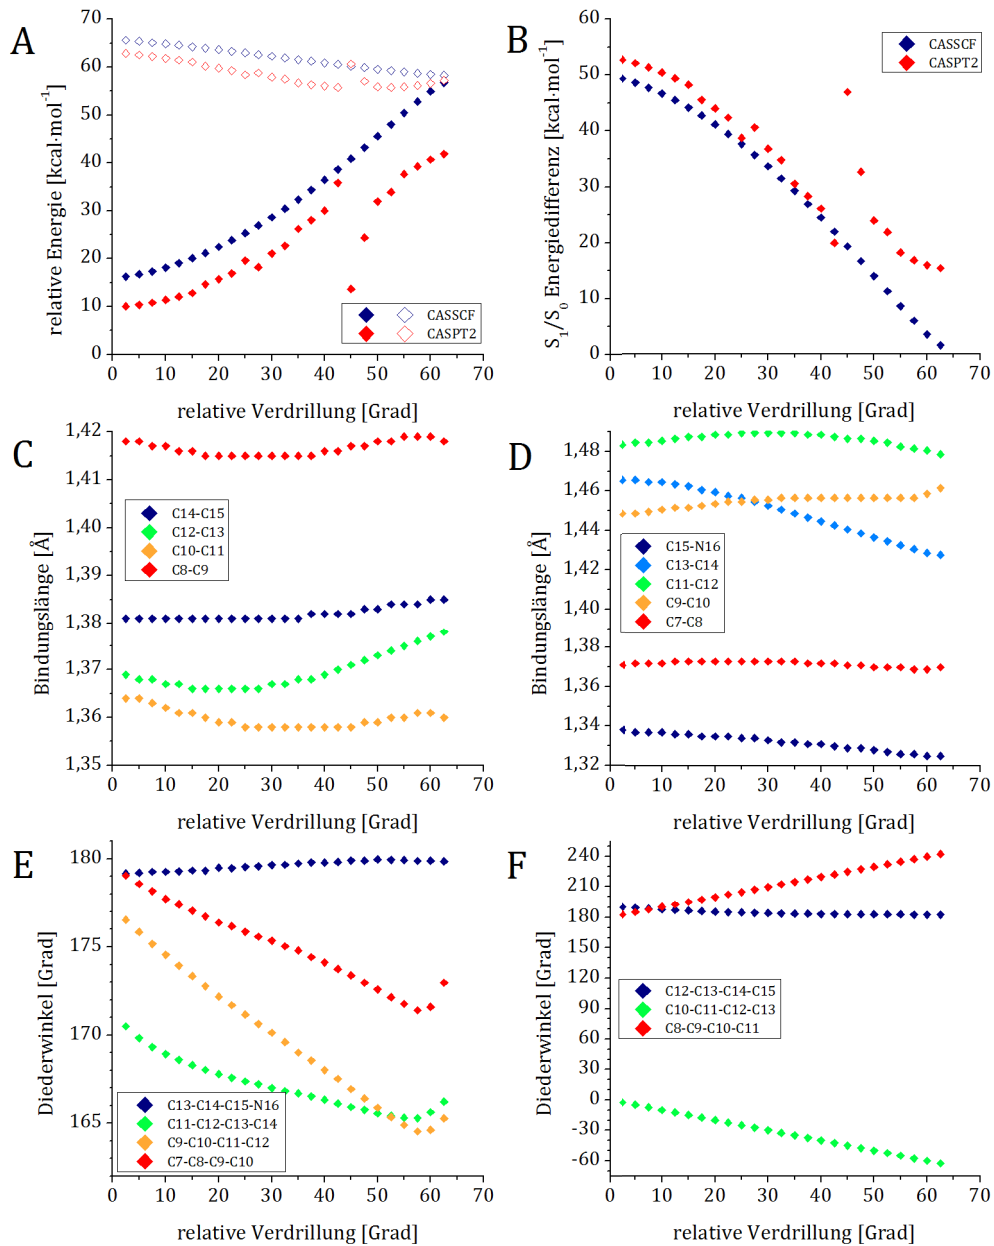 A
relative Energie [kcal·mol⁻¹]
70
60
50
40
30
20
10
0
CASSCF
CASPT2
0 10 20 30 40 50 60 70
relative Verdrillung [Grad]
B
S₁/S₀ Energiedifferenz [kcal·mol⁻¹]
60
50
40
30
20
10
0
CASSCF
CASPT2
0 10 20 30 40 50 60 70
relative Verdrillung [Grad]
C
Bindungslänge [Å]
1,42
1,41
1,40
1,39
1,38
1,37
1,36
1,35
C14-C15
C12-C13
C10-C11
C8-C9
0 10 20 30 40 50 60 70
relative Verdrillung [Grad]
D
Bindungslänge [Å]
1,48
1,46
1,44
1,42
1,40
1,38
1,36
1,34
1,32
C15-N16
C13-C14
C11-C12
C9-C10
C7-C8
0 10 20 30 40 50 60 70
relative Verdrillung [Grad]
E
Diederwinkel [Grad]
180
175
170
165
C13-C14-C15-N16
C11-C12-C13-C14
C9-C10-C11-C12
C7-C8-C9-C10
0 10 20 30 40 50 60 70
relative Verdrillung [Grad]
F
Diederwinkel [Grad]
240
210
180
150
120
90
60
30
0
-30
-60
C12-C13-C14-C15
C10-C11-C12-C13
C8-C9-C10-C11
0 10 20 30 40 50 60 70
relative Verdrillung [Grad]